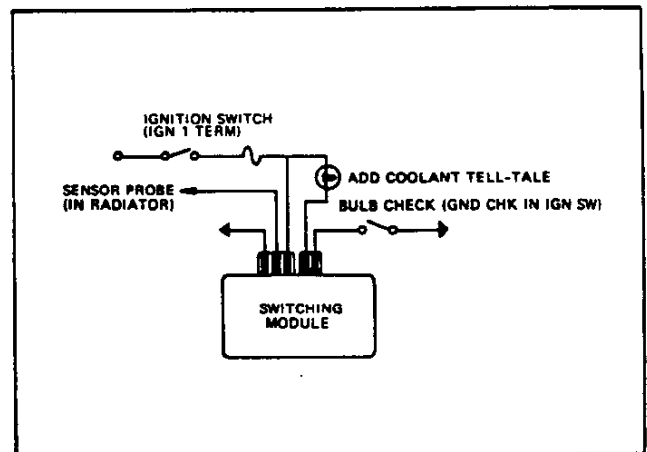 IGNITION SWITCH
(IGN 1 TERM)
ADD COOLANT TELL-TALE
SENSOR PROBE
(IN RADIATOR)
BULB CHECK (GND CHK IN IGN SW)
SWITCHING
MODULE